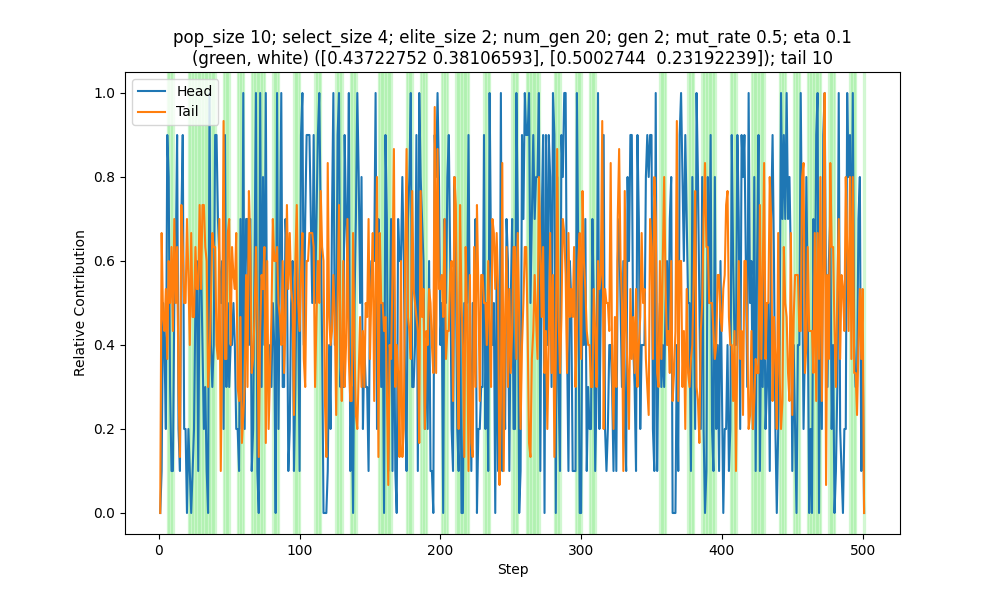 pop_size 10; select_size 4; elite_size 2; num_gen 20; gen 2; mut_rate 0.5; eta 0.1
(green, white) ([0.43722752 0.38106593], [0.5002744  0.23192239]); tail 10
Head
Tail
Relative Contribution
1.0
0.8
0.6
0.4
0.2
0.0
0
100
200
300
400
500
Step